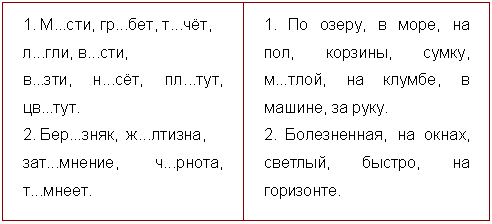 1. М...сти, гр...бет, т...чёт,
л...гли, в...сти,
в...зти, н...сёт, пл...тут,
цв...тут.
2. Бер...зняк, ж...лтизна,
зат...мнение, ч...рнота,
т...мнеет.
1. По озеру, в море, на
пол, корзины, сумку,
м...тлой, на клумбе, в
машине, за руку.
2. Болезненная, на окнах,
светлый, быстро, на
горизонте.